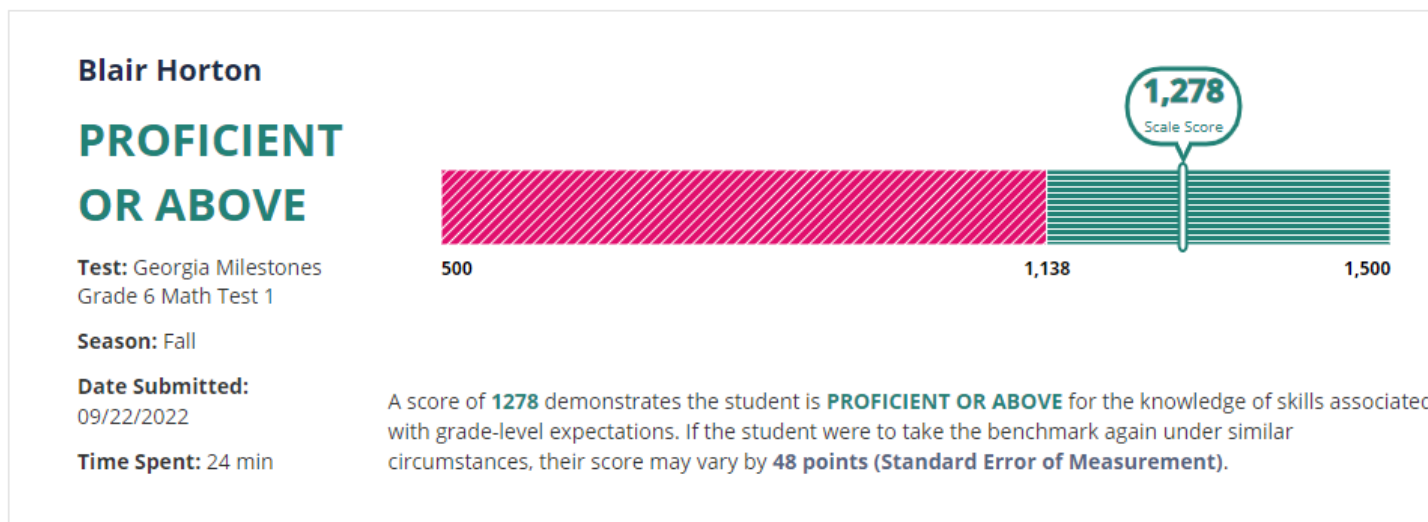 Blair Horton
PROFICIENT
OR ABOVE
Test: Georgia Milestones
Grade 6 Math Test 1
Season: Fall
Date Submitted:
09/22/2022
Time Spent: 24 min
1,278
Scale Score
500
1,138
1,500
A score of 1278 demonstrates the student is PROFICIENT OR ABOVE for the knowledge of skills associated
with grade-level expectations. If the student were to take the benchmark again under similar
circumstances, their score may vary by 48 points (Standard Error of Measurement).